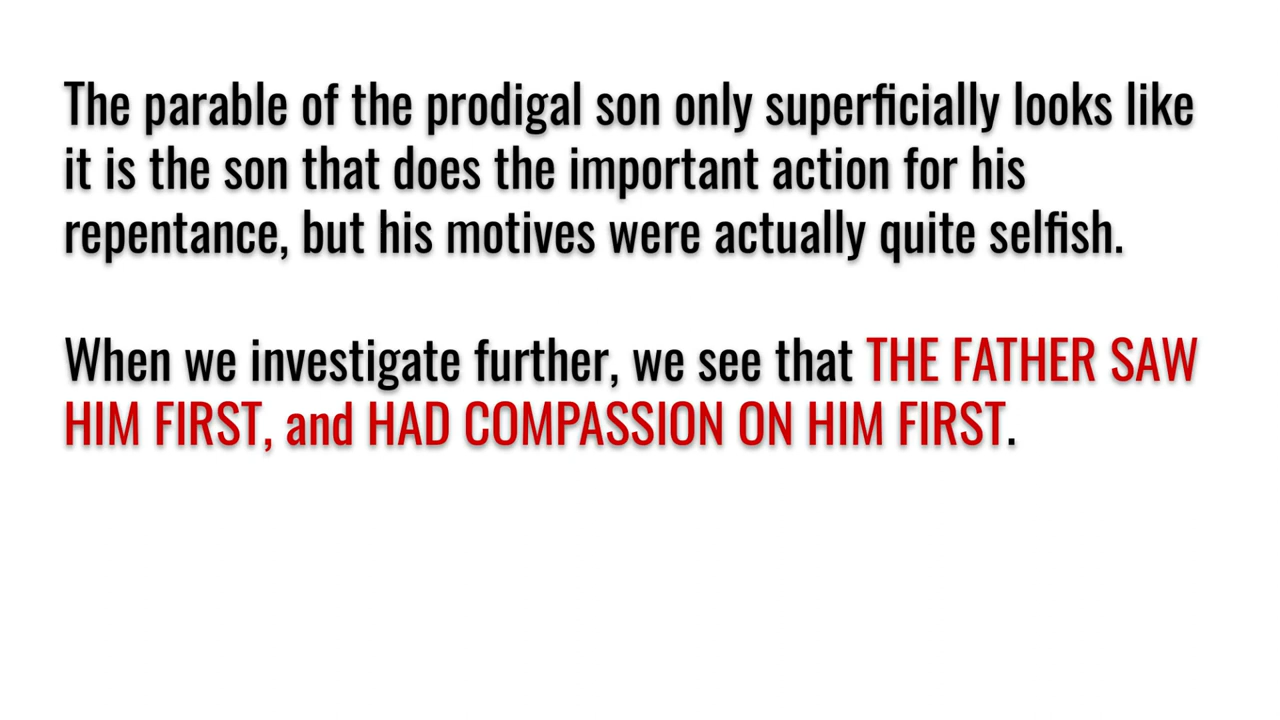 The parable of the prodigal son only superficially looks like
it is the son that does the important action for his
repentance, but his motives were actually quite selfish.
When we investigate further, we see that THE FATHER SAW
HIM FIRST, and HAD COMPASSION ON HIM FIRST.